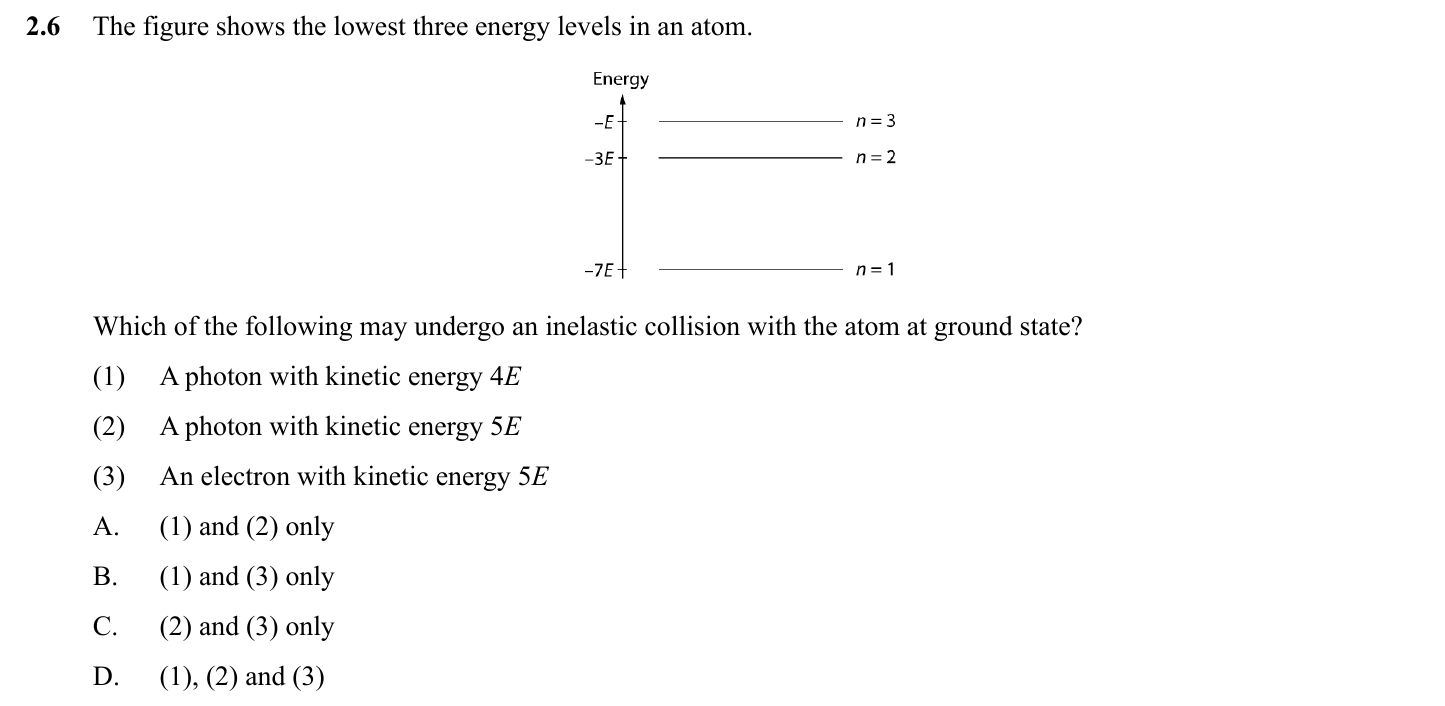 2.6 The figure shows the lowest three energy levels in an atom.
Energy
–E
n = 3
–3E
n = 2
–7E
n = 1
Which of the following may undergo an inelastic collision with the atom at ground state?
(1) A photon with kinetic energy 4E
(2) A photon with kinetic energy 5E
(3) An electron with kinetic energy 5E
A. (1) and (2) only
B. (1) and (3) only
C. (2) and (3) only
D. (1), (2) and (3)